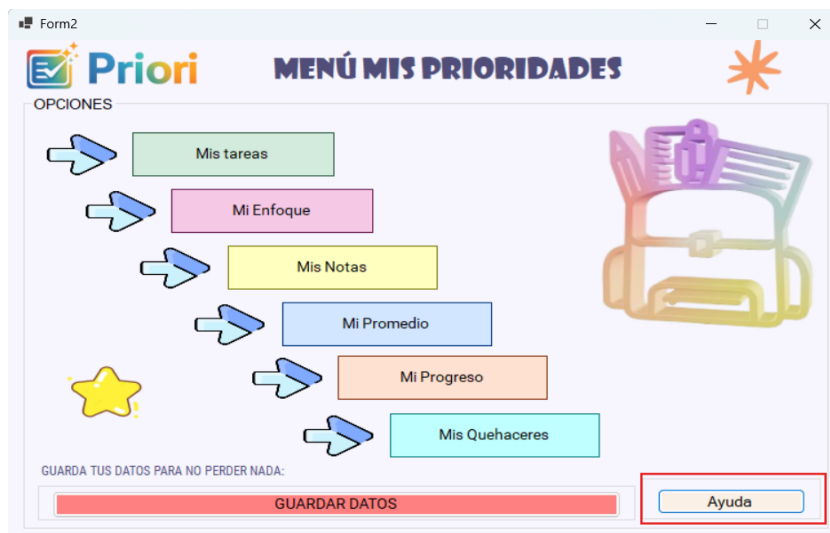 Form2
Priori
MENÚ MIS PRIORIDADES
OPCIONES
Mis tareas
Mi Enfoque
Mis Notas
Mi Promedio
Mi Progreso
Mis Quehaceres
GUARDA TUS DATOS PARA NO PERDER NADA:
GUARDAR DATOS
Ayuda